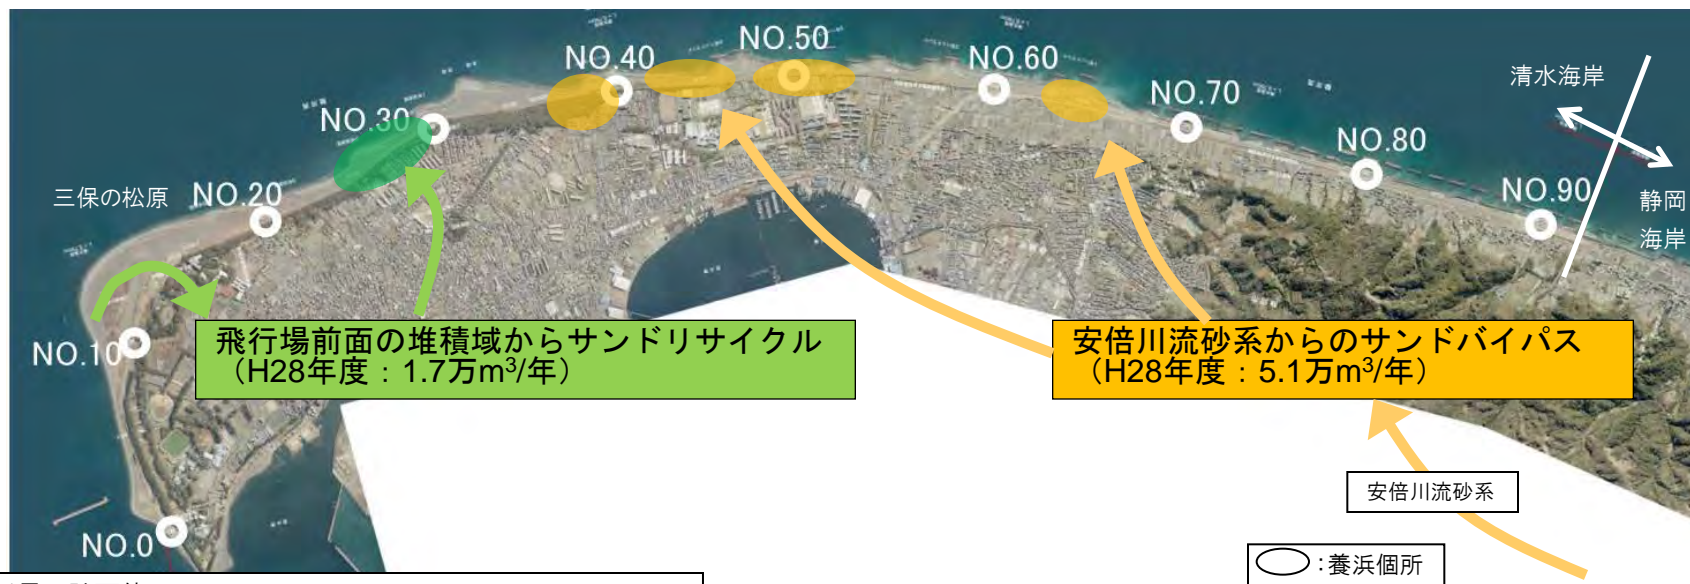 NO.50
NO.40
NO.60
清水海岸
NO.30
NO.70
NO.80
三保の松原
NO.20
NO.90
静岡
海岸
飛行場前面の堆積域からサンドリサイクル
（H28年度：1.7万m³/年）
安倍川流砂系からのサンドバイパス
（H28年度：5.1万m³/年）
NO.10
安倍川流砂系
NO.0
：養浜個所